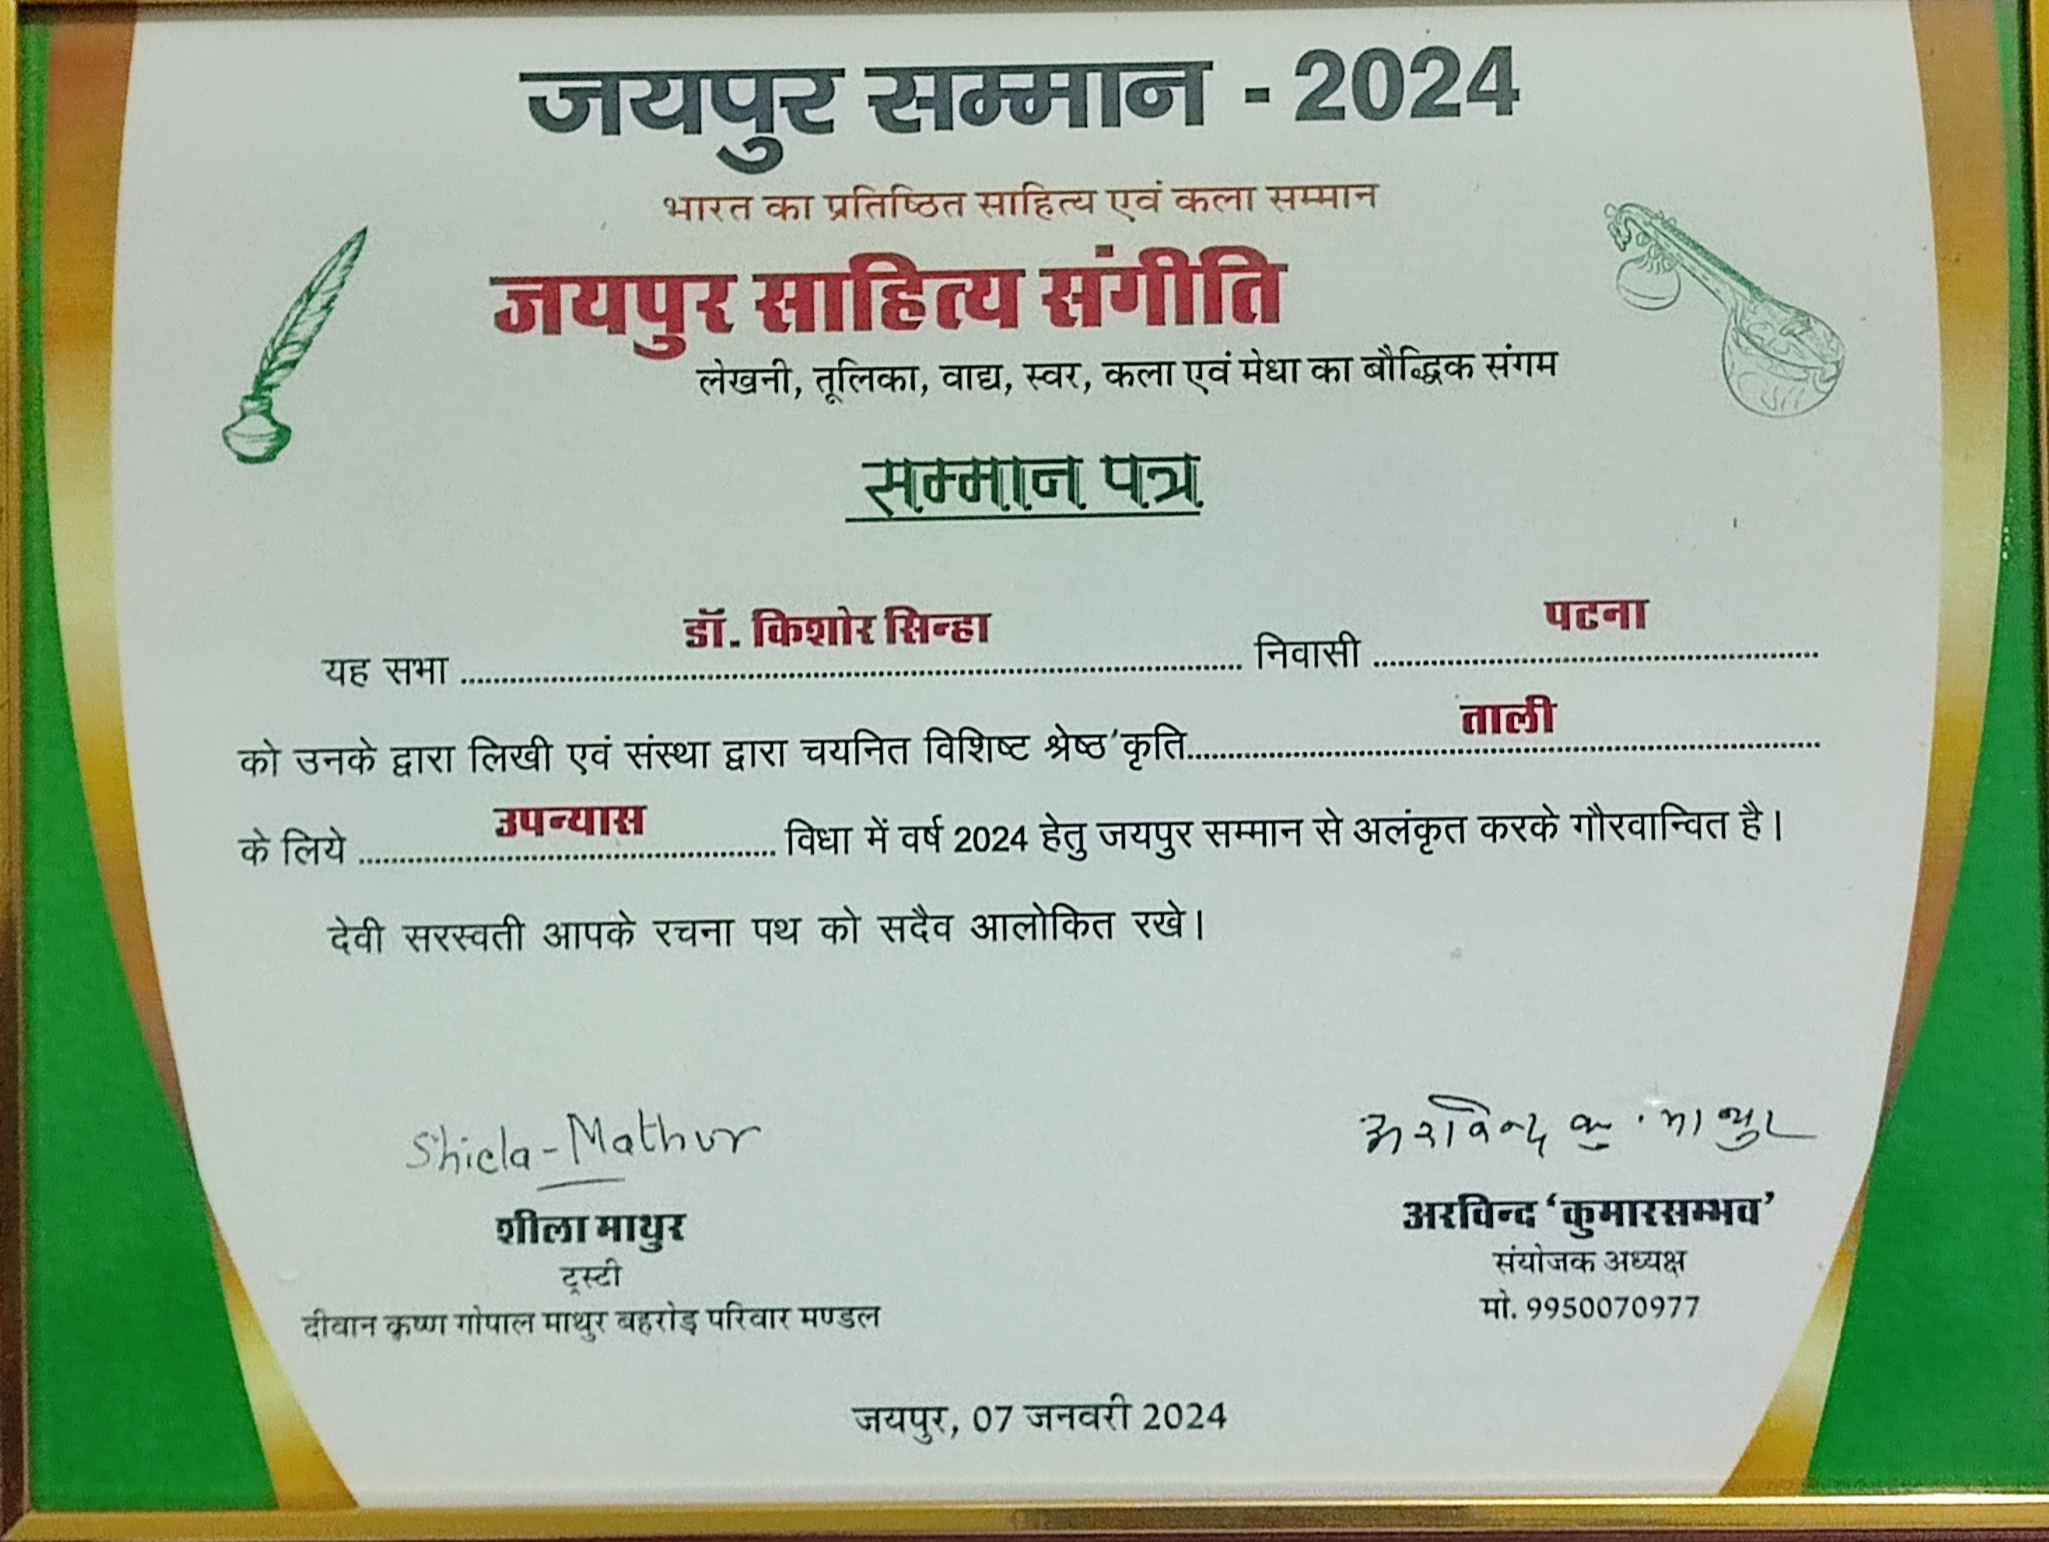 जयपुर सम्मान - 2024
भारत का प्रतिष्ठित साहित्य एवं कला सम्मान
जयपुर साहित्य संगीति
लेखनी, तूलिका, वाद्य, स्वर, कला एवं मेधा का बौद्धिक संगम
सम्मान पत्र
यह सभा डॉ. किशोर सिन्हा निवासी पटना
को उनके द्वारा लिखी एवं संस्था द्वारा चयनित विशिष्ट श्रेष्ठ कृति ताली
के लिये उपन्यास विधा में वर्ष 2024 हेतु जयपुर सम्मान से अलंकृत करके गौरवान्वित है।
देवी सरस्वती आपके रचना पथ को सदैव आलोकित रखे।
Shiela-Mathur
अरविन्द कु. माथुर
शीला माथुर
ट्रस्टी
दीवान कृष्ण गोपाल माथुर बहरोड़ परिवार मण्डल
अरविन्द ‘कुमारसम्भव’
संयोजक अध्यक्ष
मो. 9950070977
जयपुर, 07 जनवरी 2024